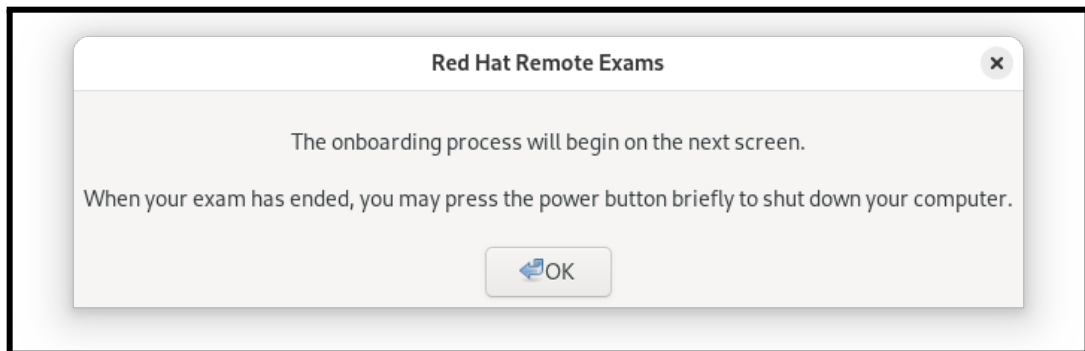 Red Hat Remote Exams
The onboarding process will begin on the next screen.
When your exam has ended, you may press the power button briefly to shut down your computer.
OK